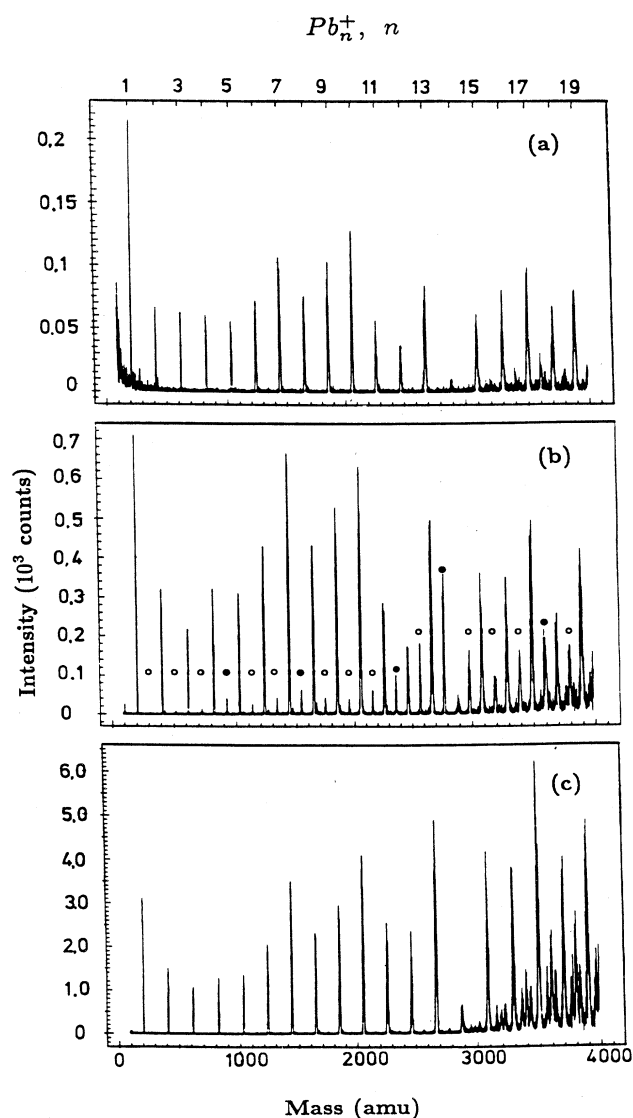 Pb_n^+, n
1 3 5 7 9 11 13 15 17 19
(a)
0,2
0,15
0,1
0,05
0
(b)
0,7
0,6
0,5
0,4
0,3
0,2
0,1
0
Intensity (10³ counts)
(c)
6,0
5,0
4,0
3,0
2,0
1,0
0
0 1000 2000 3000 4000
Mass (amu)